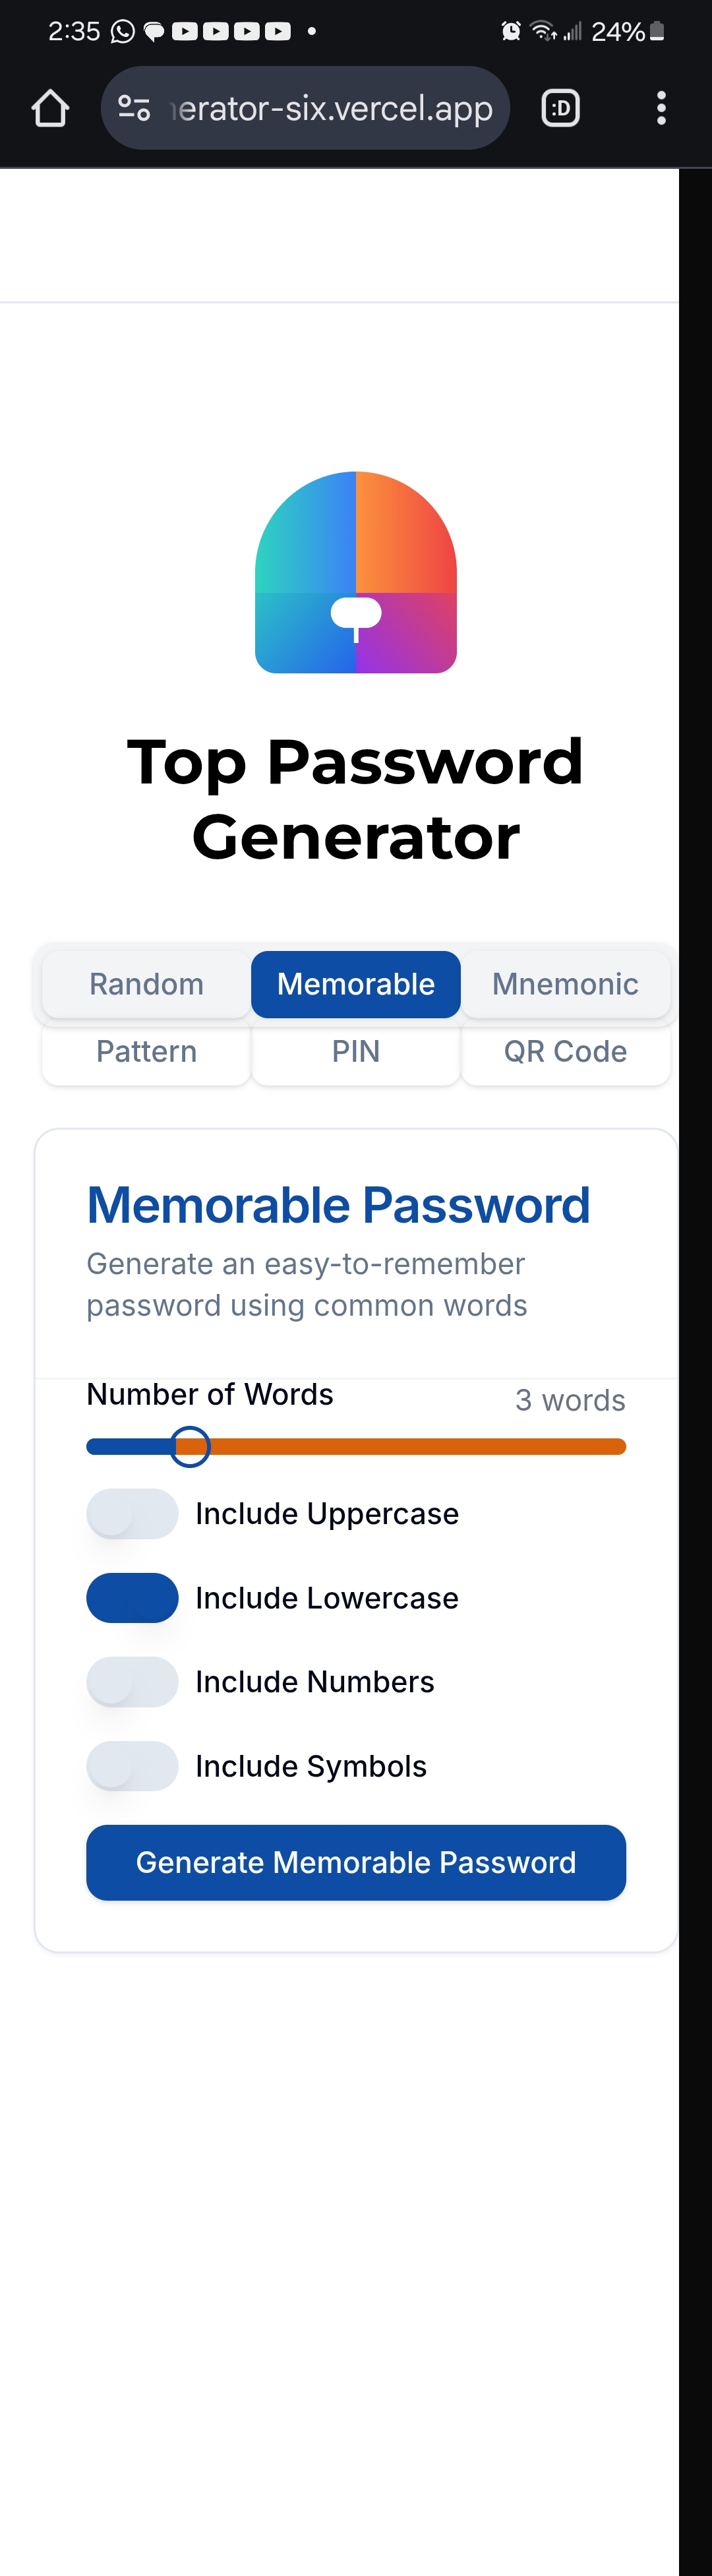 2:35
24%
nerator-six.vercel.app
:D
Top Password
Generator
Random
Memorable
Mnemonic
Pattern
PIN
QR Code
Memorable Password
Generate an easy-to-remember
password using common words
Number of Words
3 words
Include Uppercase
Include Lowercase
Include Numbers
Include Symbols
Generate Memorable Password